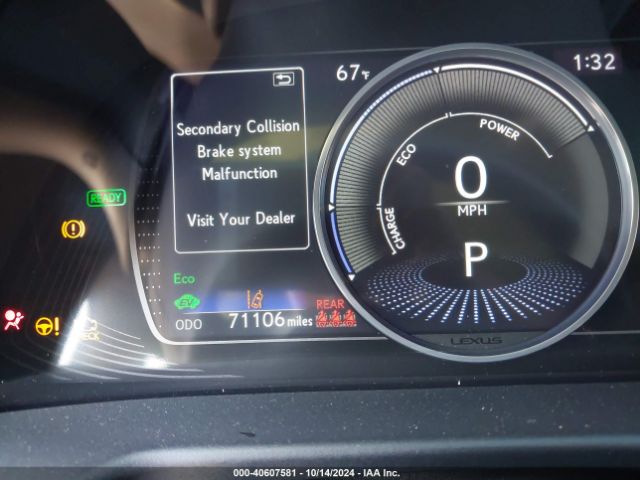 67°F
1:32
Secondary Collision
Brake system
Malfunction
Visit Your Dealer
READY
ECO
POWER
CHARGE
0
MPH
P
Eco
EV
ODO 71106 miles
REAR
CHECK
LEXUS
000-40607581 - 10/14/2024 - IAA Inc.